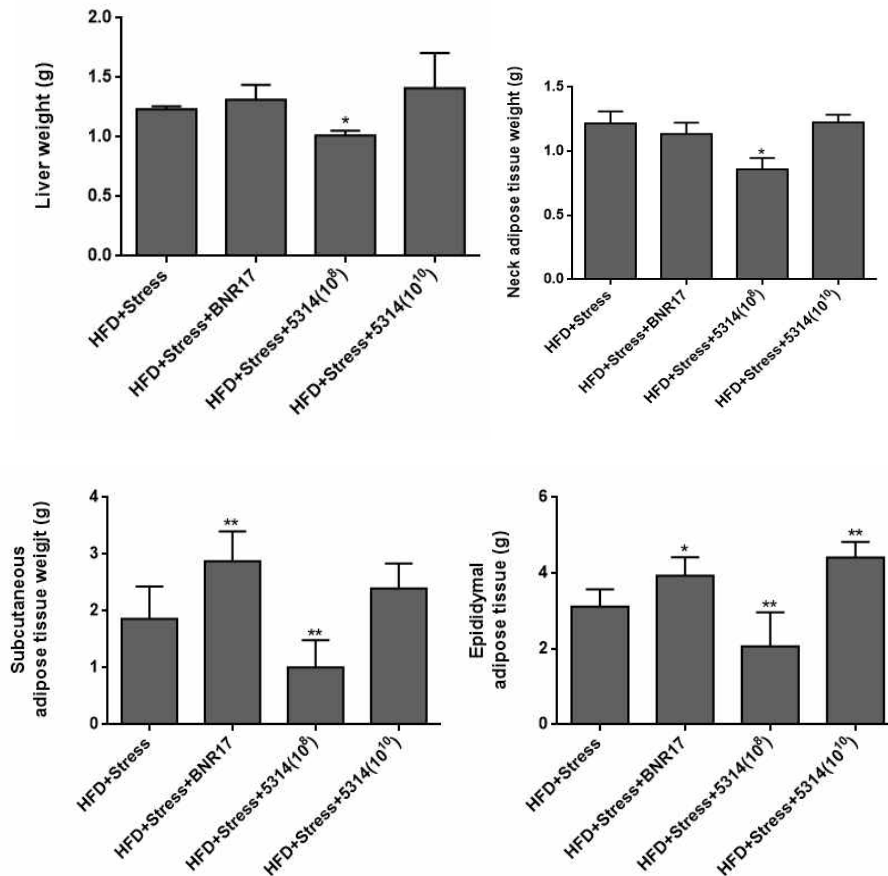 Liver weight (g)
2.0
1.5
1.0
0.5
0.0
*
HFD+Stress
HFD+Stress+BNR17
HFD+Stress+5314(10⁸)
HFD+Stress+5314(10¹⁰)
Neck adipose tissue weight (g)
1.5
1.0
0.5
0.0
*
HFD+Stress
HFD+Stress+BNR17
HFD+Stress+5314(10⁸)
HFD+Stress+5314(10¹⁰)
Subcutaneous
adipose tissue weigjt (g)
4
3
2
1
0
**
**
HFD+Stress
HFD+Stress+BNR17
HFD+Stress+5314(10⁸)
HFD+Stress+5314(10¹⁰)
Epididymal
adipose tissue (g)
6
4
2
0
*
**
**
HFD+Stress
HFD+Stress+BNR17
HFD+Stress+5314(10⁸)
HFD+Stress+5314(10¹⁰)